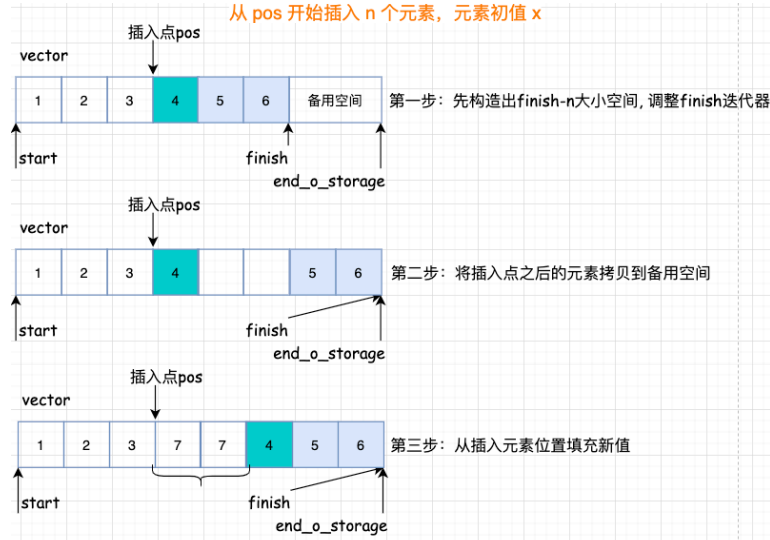 从 pos 开始插入 n 个元素，元素初值 x
插入点pos
vector
1 2 3 4 5 6 备用空间
第一步：先构造出finish-n大小空间, 调整finish迭代器
start
finish
end_o_storage
插入点pos
vector
1 2 3 4 5 6
第二步：将插入点之后的元素拷贝到备用空间
start
finish
end_o_storage
插入点pos
vector
1 2 3 7 7 4 5 6
第三步：从插入元素位置填充新值
start
finish
end_o_storage